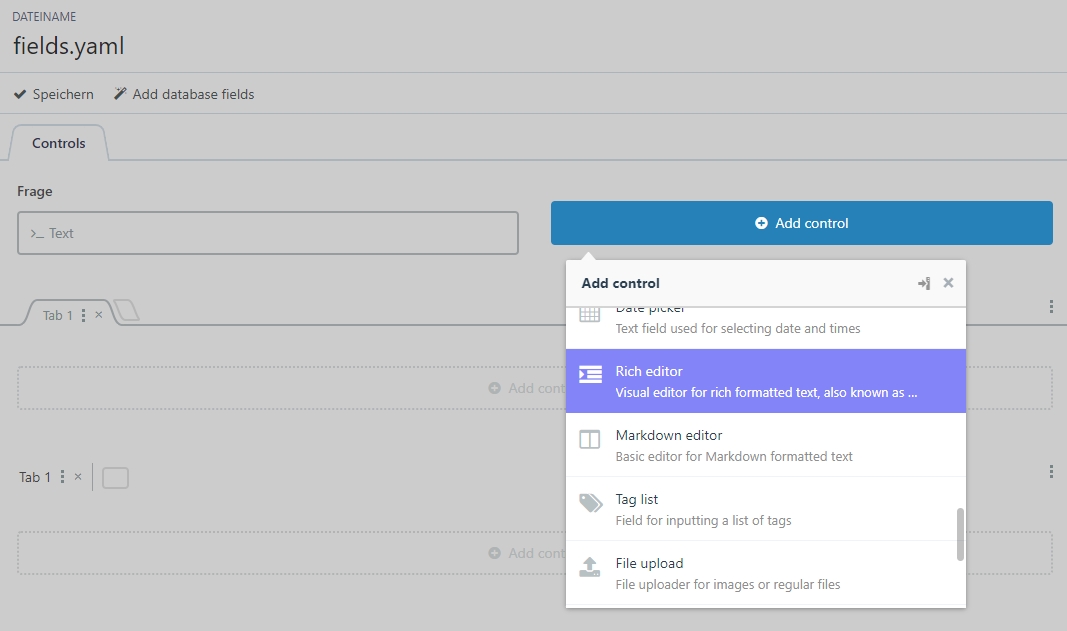 DATEINAME
fields.yaml
Speichern
Add database fields
Controls
Frage
>_ Text
Add control
Add control
Date picker
Text field used for selecting date and times
Rich editor
Visual editor for rich formatted text, also known as ...
Markdown editor
Basic editor for Markdown formatted text
Tag list
Field for inputting a list of tags
File upload
File uploader for images or regular files
Tab 1
Add cont
Tab 1
Add cont